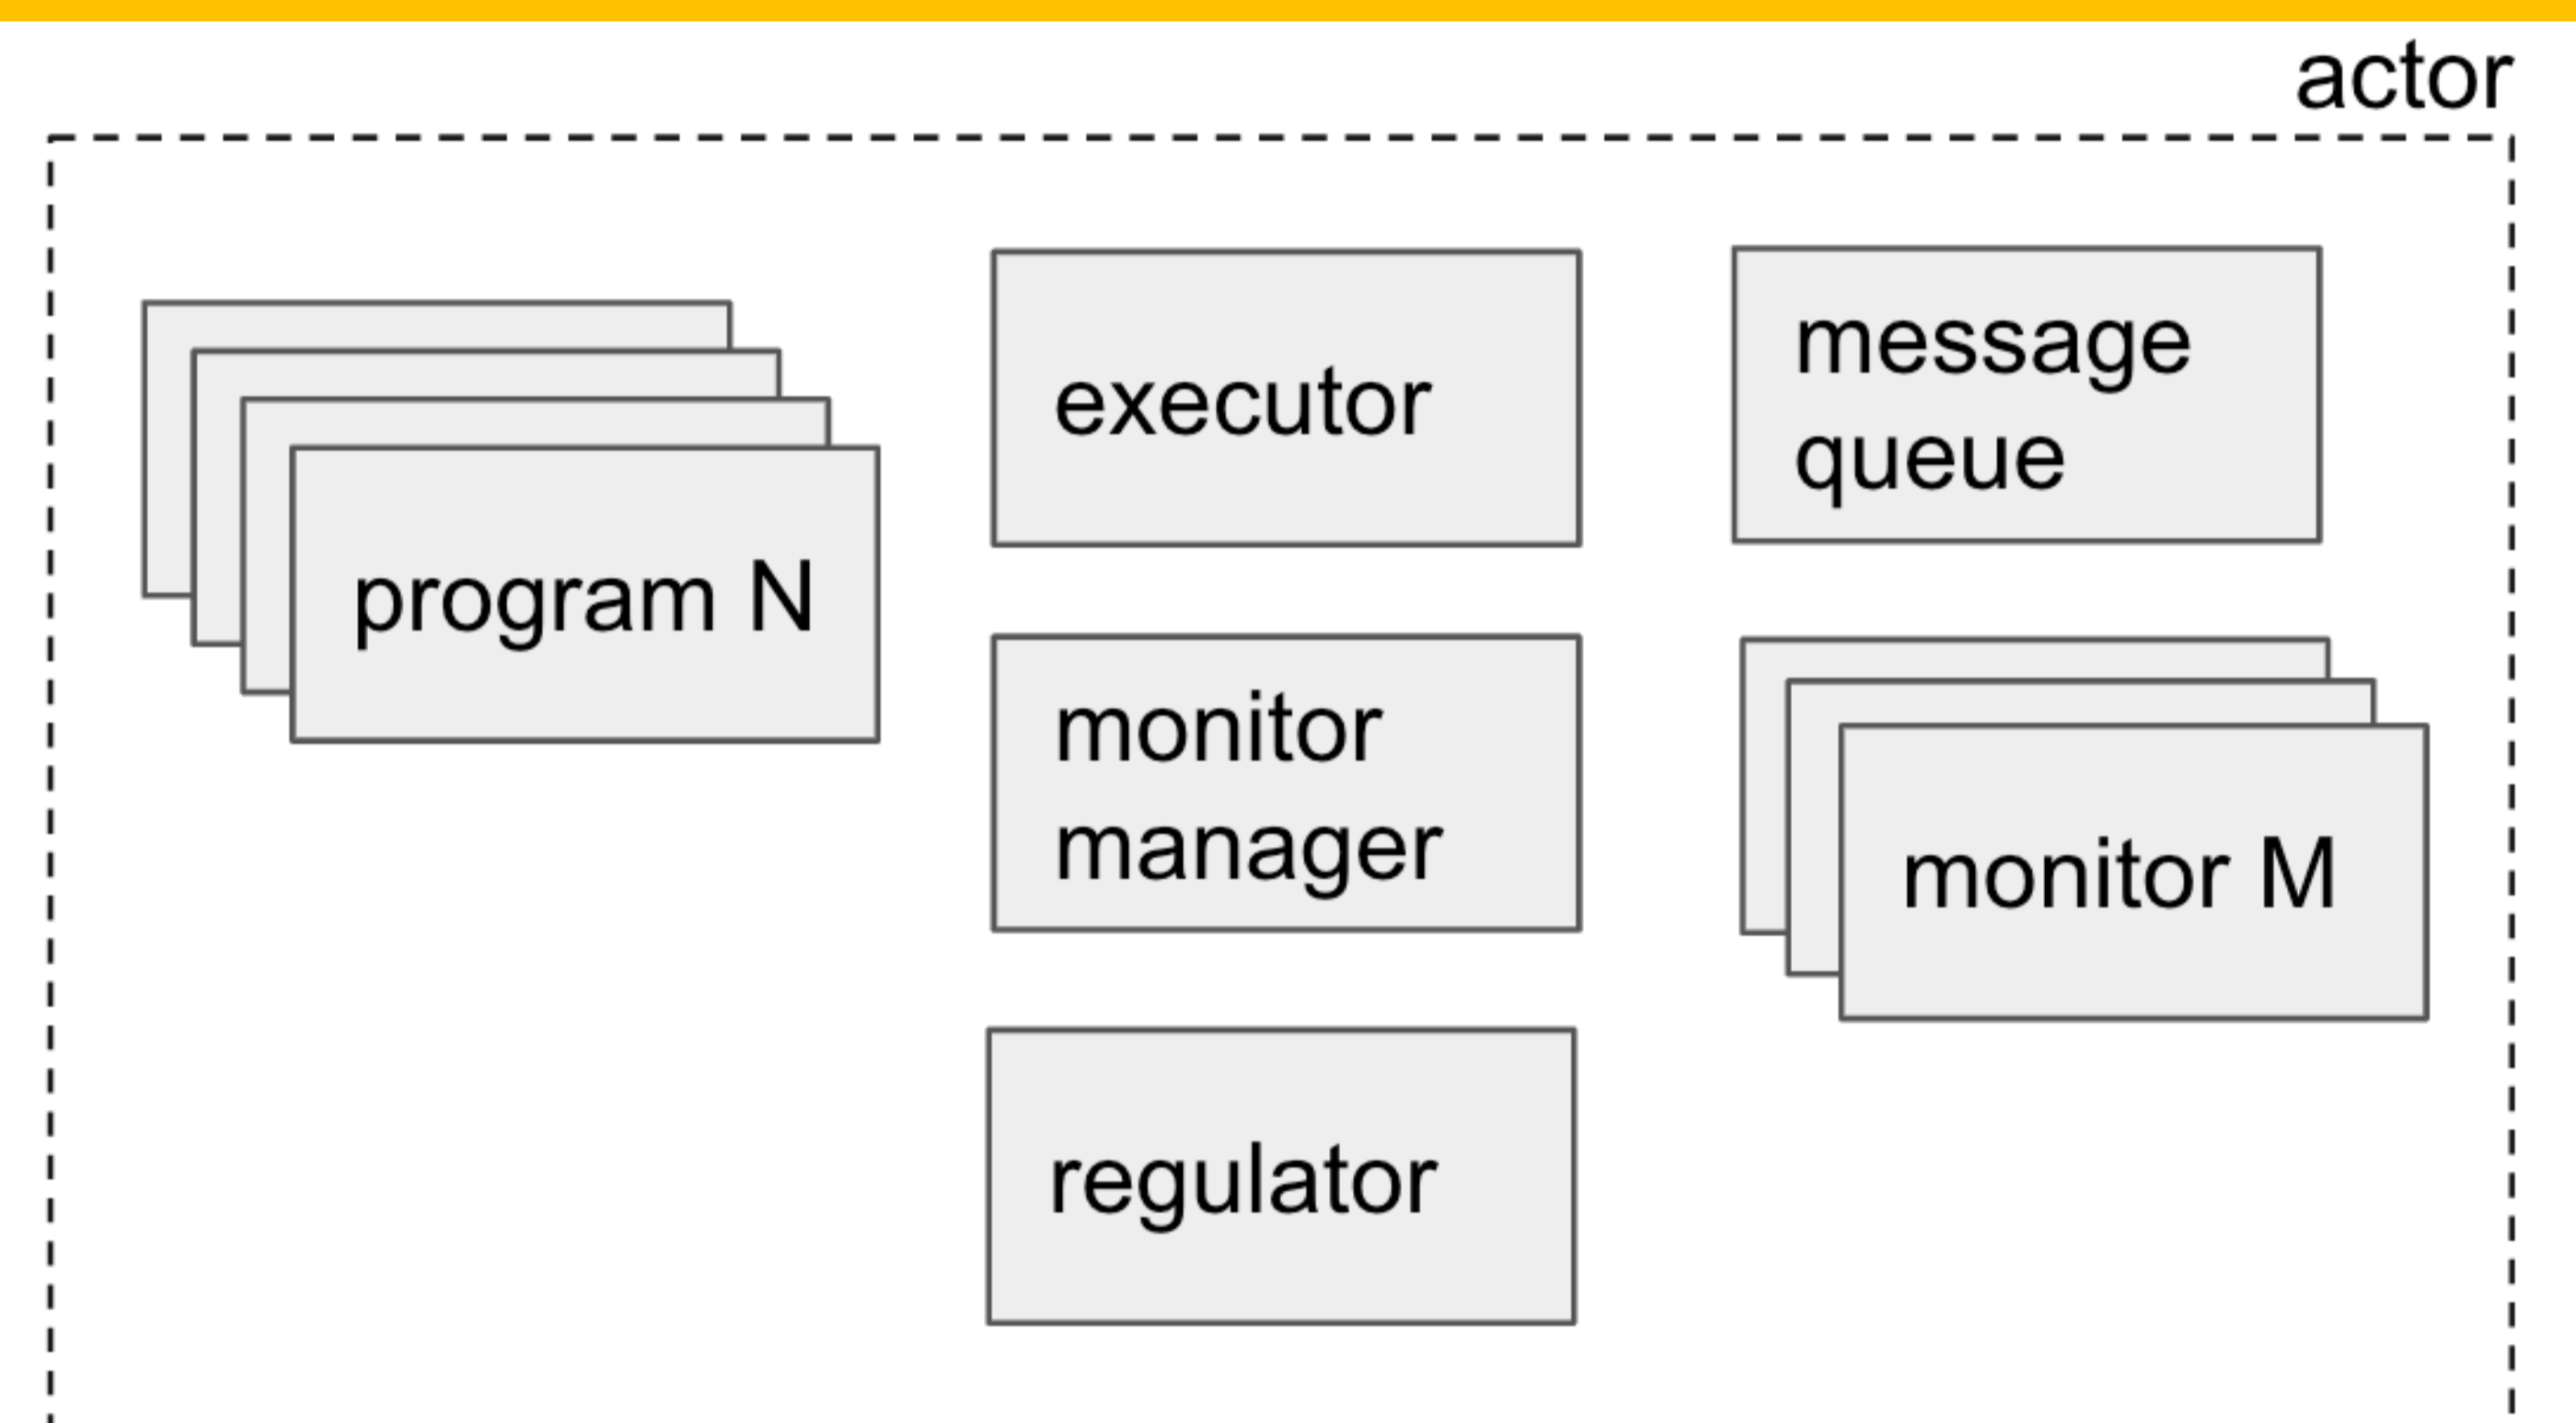 actor
program N
executor
message
queue
monitor
manager
monitor M
regulator